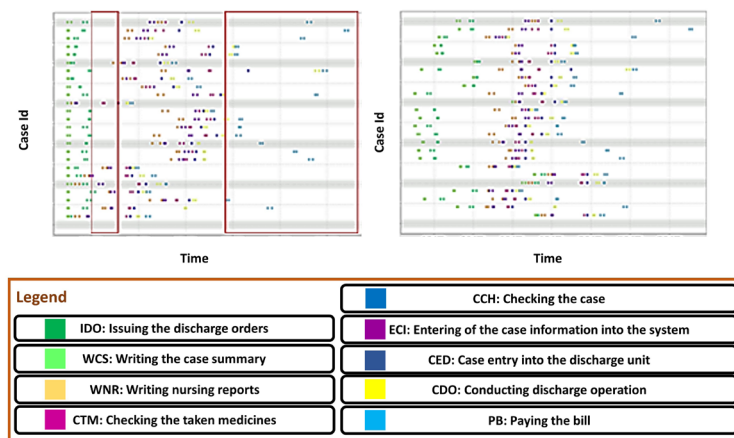 Case Id
Time
Case Id
Time
Legend
IDO: Issuing the discharge orders
WCS: Writing the case summary
WNR: Writing nursing reports
CTM: Checking the taken medicines
CCH: Checking the case
ECI: Entering of the case information into the system
CED: Case entry into the discharge unit
CDO: Conducting discharge operation
PB: Paying the bill